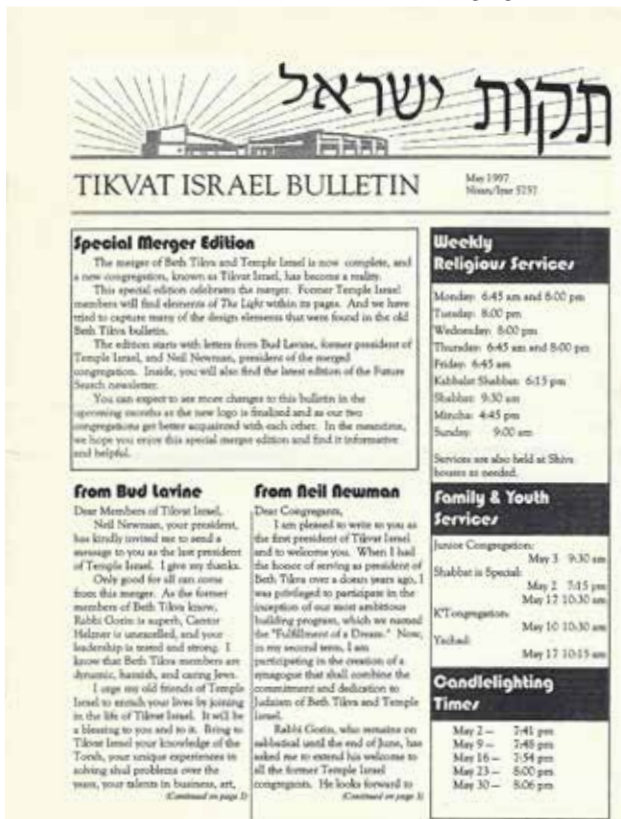 תקות ישראל
TIKVAT ISRAEL BULLETIN
May 1997
Nisan/Iyar 5757
Special Merger Edition
The merger of Beth Tikva and Temple Israel is now complete, and
a new congregation, known as Tikvat Israel, has become a reality.
This special edition celebrates the merger. Former Temple Israel
members will find elements of The Light within its pages. And we have
tried to capture many of the design elements that were found in the old
Beth Tikva bulletin.
The edition starts with letters from Bud Lavine, former president of
Temple Israel, and Neil Newman, president of the merged
congregation. Inside, you will also find the latest edition of the Future
Search newsletter.
You can expect to see more changes to this bulletin in the
upcoming months as the new logo is finalized and as our two
congregations get better acquainted with each other. In the meantime,
we hope you enjoy this special merger edition and find it informative
and helpful.
From Bud Lavine
Dear Members of Tikvat Israel,
Neil Newman, your president,
has kindly invited me to send a
message to you as the last president
of Temple Israel. I give my thanks.
Only good for all can come
from this merger. As the former
members of Beth Tikva know,
Rabbi Gorin is superb, Cantor
Helzner is unexcelled, and your
leadership is tested and strong. I
know that Beth Tikva members are
dynamic, hamish, and caring Jews.
I urge my old friends of Temple
Israel to enrich your lives by joining
in the life of Tikvat Israel. It will be
a blessing to you and to it. Bring to
Tikvat Israel your knowledge of the
Torah, your unique experiences in
solving shul problems over the
years, your talents in business, art,
(Continued on page 2)
From Neil Newman
Dear Congregants,
I am pleased to write to you as
the first president of Tikvat Israel
and to welcome you. When I had
the honor of serving as president of
Beth Tikva over a dozen years ago, I
was privileged to participate in the
inception of our most ambitious
building program, which we named
the "Fulfillment of a Dream." Now,
in my second term, I am
participating in the creation of a
synagogue that shall combine the
commitment and dedication to
Judaism of Beth Tikva and Temple
Israel.
Rabbi Gorin, who remains on
sabbatical until the end of June, has
asked me to extend his welcome to
all the former Temple Israel
congregants. He looks forward to
(Continued on page 3)
Weekly
Religious Services
Monday: 6:45 am and 8:00 pm
Tuesday: 8:00 pm
Wednesday: 8:00 pm
Thursday: 6:45 am and 8:00 pm
Friday: 6:45 am
Kabbalat Shabbat: 6:15 pm
Shabbat: 9:30 am
Mincha: 4:45 pm
Sunday: 9:00 am
Services are also held at Shiva
houses as needed.
Family & Youth
Services
Junior Congregation:
May 3 9:30 am
Shabbat is Special:
May 2 7:15 pm
May 17 10:30 am
K'Tongregation:
May 10 10:30 am
Yachad:
May 17 10:15 am
Candlelighting
Times
May 2 — 7:41 pm
May 9 — 7:48 pm
May 16 — 7:54 pm
May 23 — 8:00 pm
May 30 — 8:06 pm